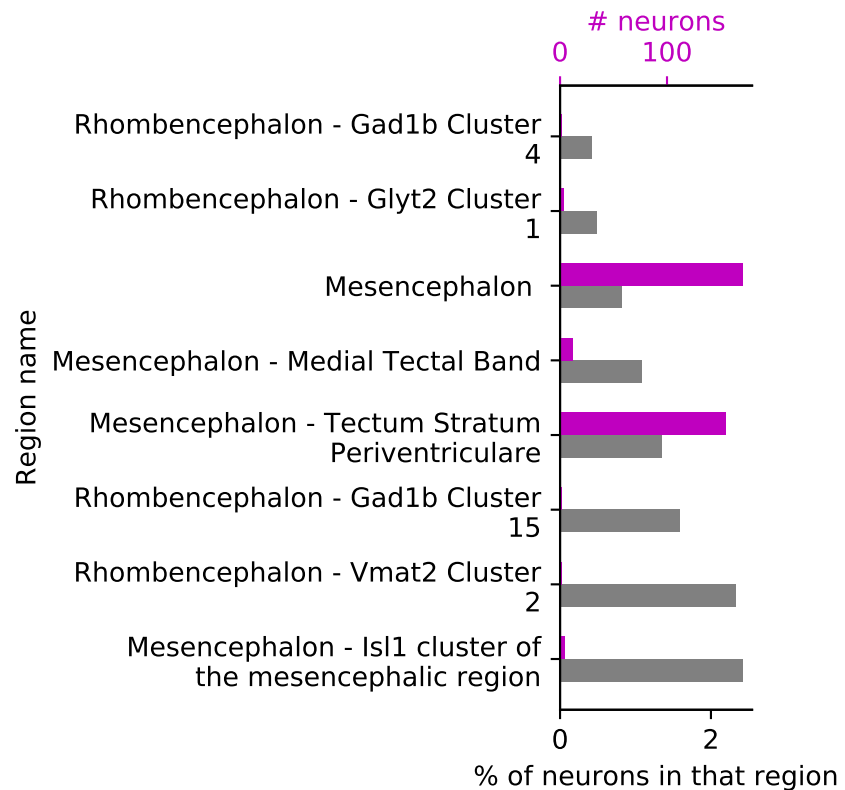 # neurons
0 100
Rhombencephalon - Gad1b Cluster
4
Rhombencephalon - Glyt2 Cluster
1
Mesencephalon
Mesencephalon - Medial Tectal Band
Mesencephalon - Tectum Stratum
Periventriculare
Rhombencephalon - Gad1b Cluster
15
Rhombencephalon - Vmat2 Cluster
2
Mesencephalon - Isl1 cluster of
the mesencephalic region
Region name
0 2
% of neurons in that region